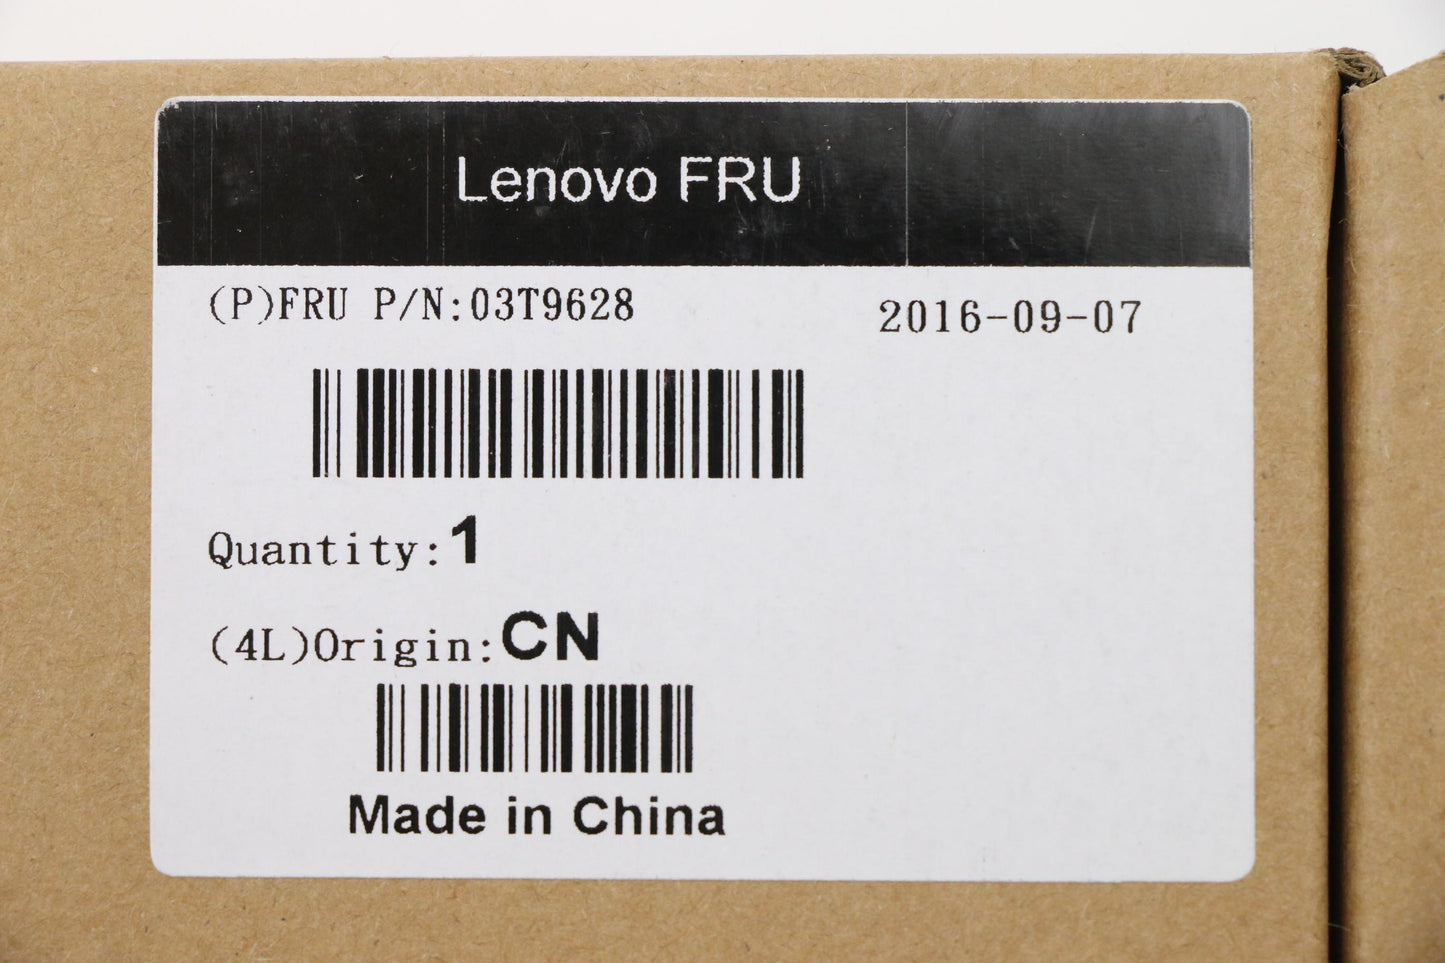 Lenovo FRU
(P)FRU P/N:03T9628
2016-09-07
Quantity:1
(4L)Origin:CN
Made in China